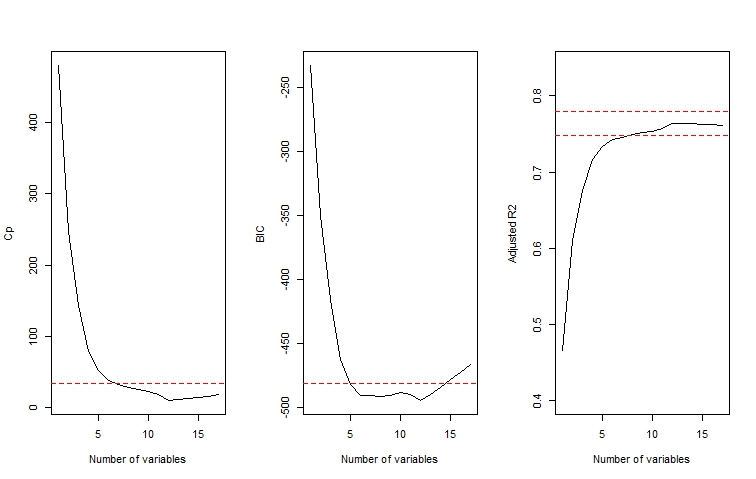 Cp
400
300
200
100
0
5 10 15
Number of variables
BIC
-250
-300
-350
-400
-450
-500
5 10 15
Number of variables
Adjusted R2
0.8
0.7
0.6
0.5
0.4
5 10 15
Number of variables